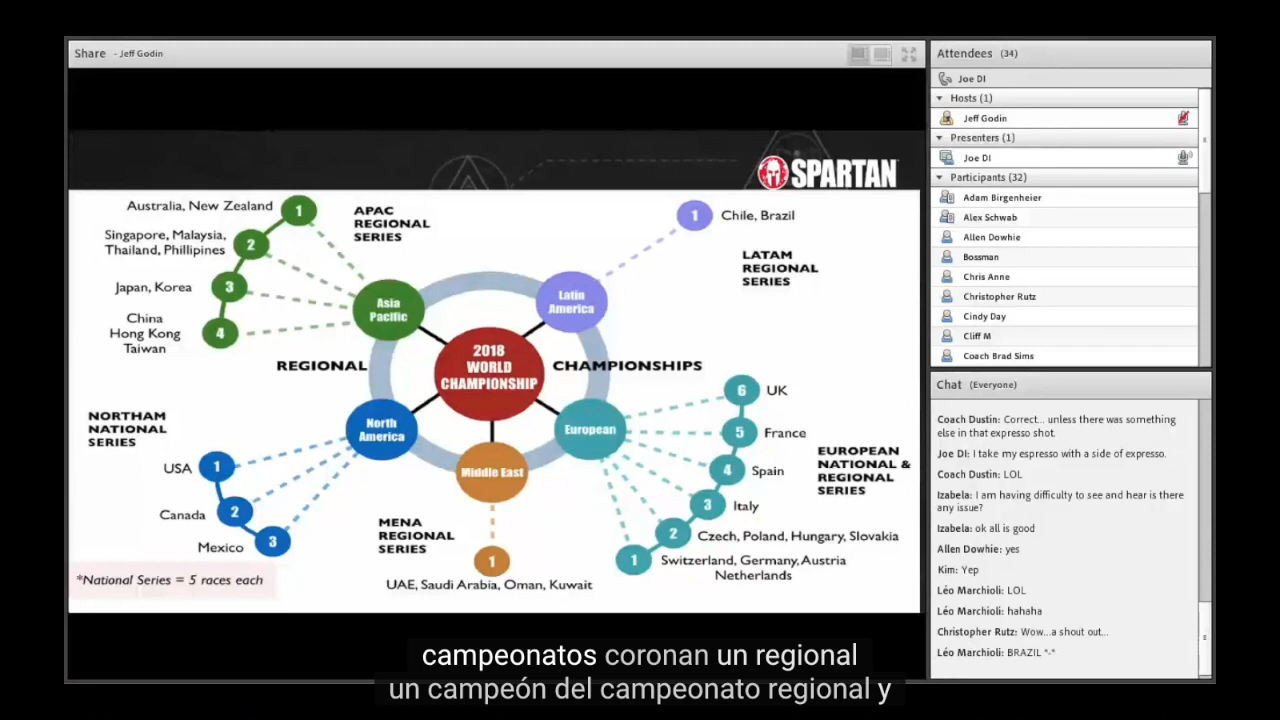 Share - Jeff Godin
SPARTAN
Australia, New Zealand
1
APAC
REGIONAL
SERIES
Singapore, Malaysia,
Thailand, Phillipines
2
Japan, Korea
3
China
Hong Kong
Taiwan
4
Asia
Pacific
1
Chile, Brazil
LATAM
REGIONAL
SERIES
Latin
America
2018
WORLD
CHAMPIONSHIP
REGIONAL
CHAMPIONSHIPS
NORTHAM
NATIONAL
SERIES
North
America
USA
1
Canada
2
Mexico
3
*National Series = 5 races each
Middle East
MENA
REGIONAL
SERIES
1
UAE, Saudi Arabia, Oman, Kuwait
European
6
UK
5
France
4
Spain
3
Italy
2
Czech, Poland, Hungary, Slovakia
1
Switzerland, Germany, Austria
Netherlands
EUROPEAN
NATIONAL &
REGIONAL
SERIES
Attendees (34)
Joe DI
Hosts (1)
Jeff Godin
Presenters (1)
Joe DI
Participants (32)
Adam Birgenheier
Alex Schwab
Allen Dowhie
Bossman
Chris Anne
Christopher Rutz
Cindy Day
Cliff M
Coach Brad Sims
Chat (Everyone)
Coach Dustin: Correct... unless there was something
else in that expresso shot.
Joe DI: I take my espresso with a side of expresso.
Coach Dustin: LOL
Izabela: I am having difficulty to see and hear is there
any issue?
Izabela: ok all is good
Allen Dowhie: yes
Kim: Yep
Léo Marchioli: LOL
Léo Marchioli: hahaha
Christopher Rutz: Wow...a shout out...
Léo Marchioli: BRAZIL *-*
campeonatos coronan un regional
un campeón del campeonato regional y